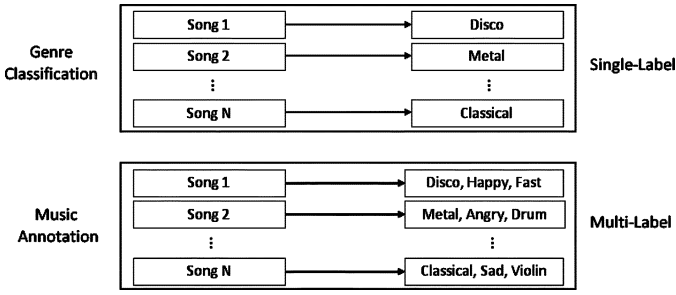 Genre
Classification
Song 1
Disco
Song 2
Metal
Song N
Classical
Single-Label
Music
Annotation
Song 1
Disco, Happy, Fast
Song 2
Metal, Angry, Drum
Song N
Classical, Sad, Violin
Multi-Label